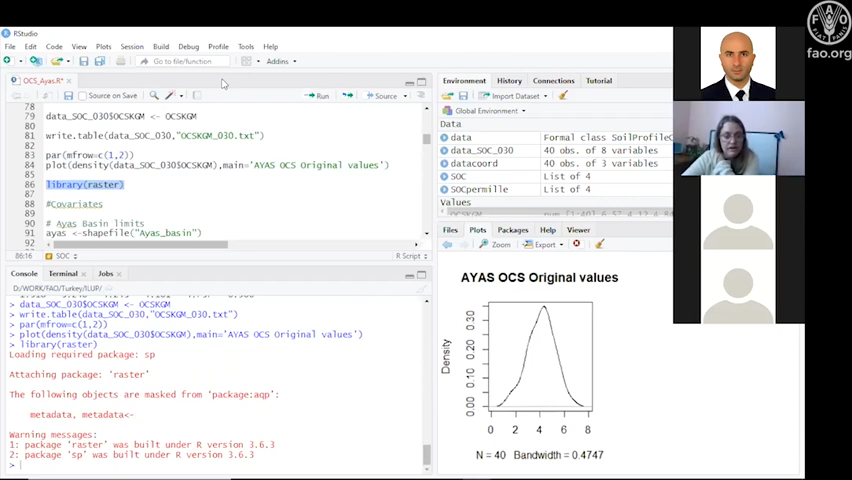 RStudio
File Edit Code View Plots Session Build Debug Profile Tools Help
Go to file/function
Addins
OCS_Ayas.R*
Source on Save
Run
Source
78
79 data_SOC_030$OCSKGM <- OCSKGM
80
81 write.table(data_SOC_030,"OCSKGM_030.txt")
82
83 par(mfrow=c(1,2))
84 plot(density(data_SOC_030$OCSKGM),main='AYAS OCS Original values')
85
86 library(raster)
87
88 #Covariates
89
90 # Ayas Basin limits
91 ayas <-shapefile("Ayas_basin")
92
86:16 SOC
R Script
Console Terminal Jobs
D:/WORK/FAO/Turkey/ILUP/
> data_SOC_030$OCSKGM <- OCSKGM
> write.table(data_SOC_030,"OCSKGM_030.txt")
> par(mfrow=c(1,2))
> plot(density(data_SOC_030$OCSKGM),main='AYAS OCS Original values')
> library(raster)
Loading required package: sp
Attaching package: 'raster'
The following objects are masked from 'package:aqp':
metadata, metadata<-
Warning messages:
1: package 'raster' was built under R version 3.6.3
2: package 'sp' was built under R version 3.6.3
>
Environment History Connections Tutorial
Import Dataset
Global Environment
Data
data Formal class SoilProfileC
data_SOC_030 40 obs. of 8 variables
datacoord 40 obs. of 3 variables
SOC List of 4
SOCpermille List of 4
Values
Files Plots Packages Help Viewer
Zoom Export
AYAS OCS Original values
Density
0.00 0.10 0.20 0.30
0 2 4 6 8
N = 40 Bandwidth = 0.4747
FAO
FIAT PANIS
fao.org